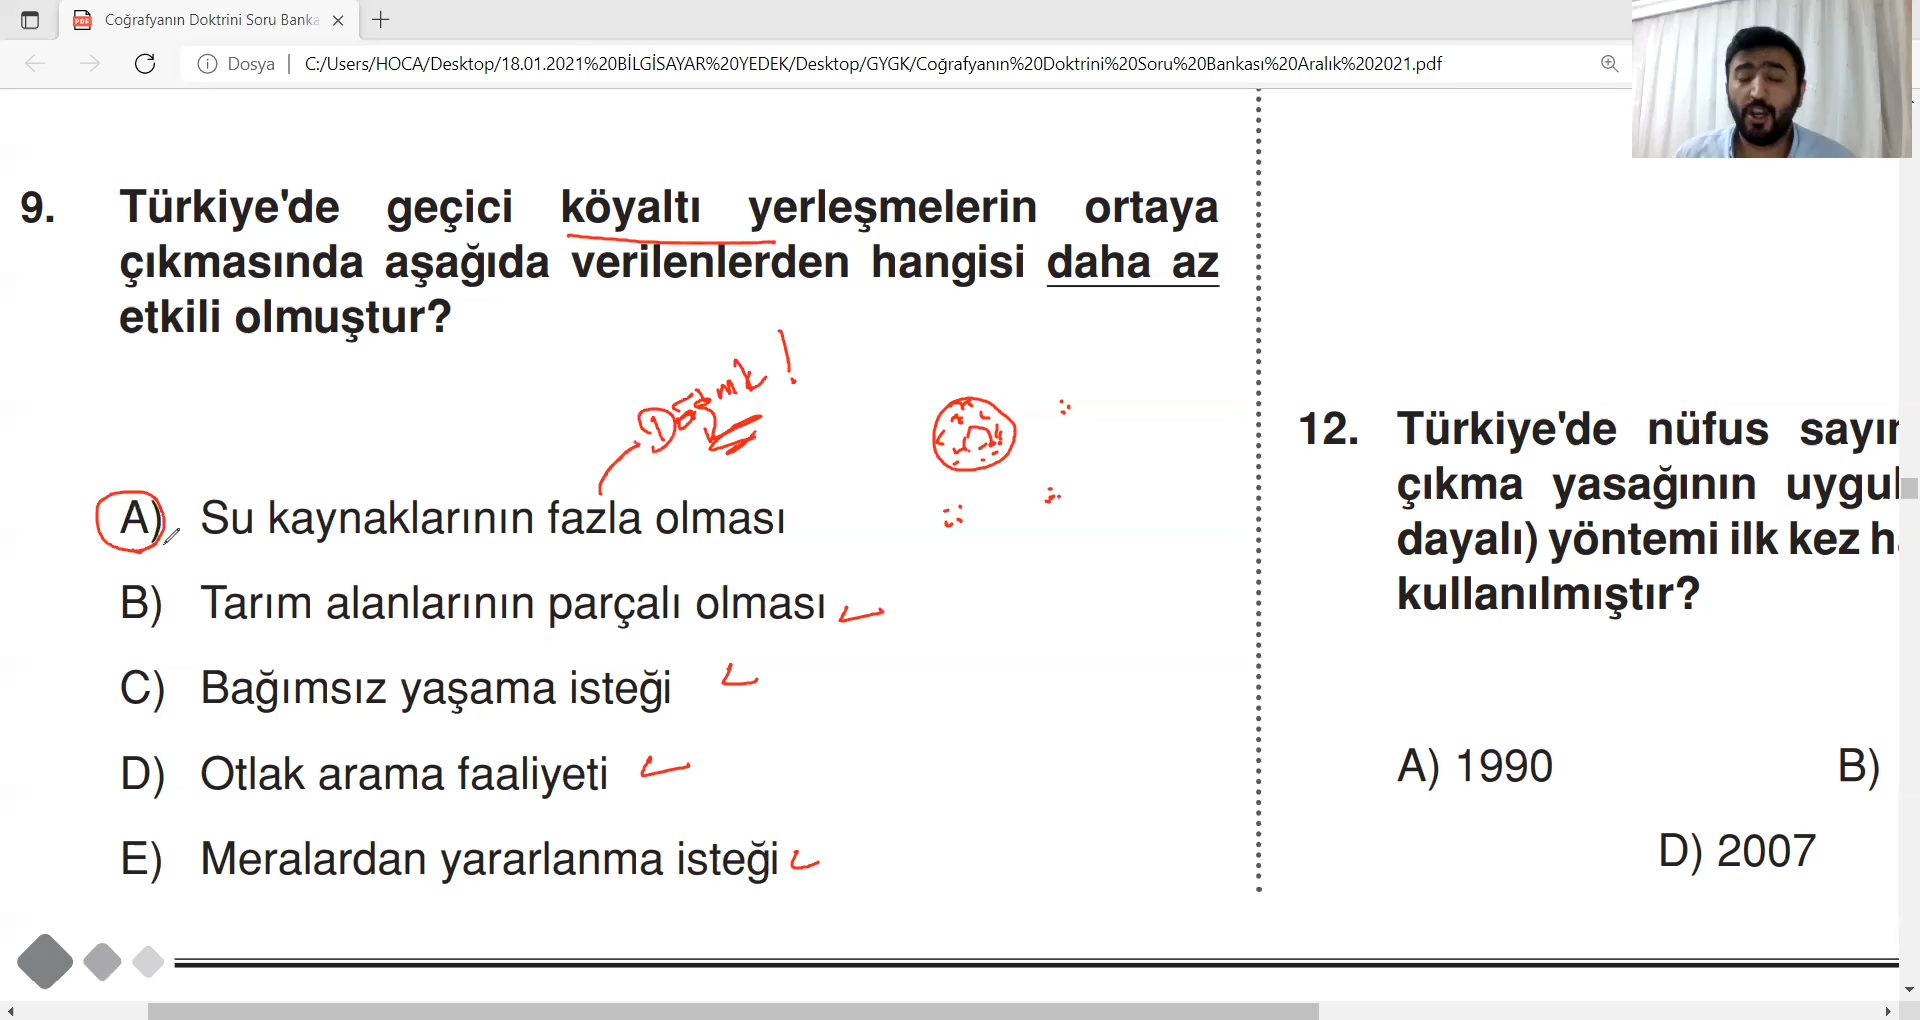 Coğrafyanın Doktrini Soru Banka
Dosya | C:/Users/HOCA/Desktop/18.01.2021%20BİLGİSAYAR%20YEDEK/Desktop/GYGK/Coğrafyanın%20Doktrini%20Soru%20Bankası%20Aralık%202021.pdf
9. Türkiye'de geçici köyaltı yerleşmelerin ortaya
çıkmasında aşağıda verilenlerden hangisi daha az
etkili olmuştur?
A) Su kaynaklarının fazla olması
B) Tarım alanlarının parçalı olması
C) Bağımsız yaşama isteği
D) Otlak arama faaliyeti
E) Meralardan yararlanma isteği
12. Türkiye'de nüfus sayın
çıkma yasağının uygul
dayalı) yöntemi ilk kez ha
kullanılmıştır?
A) 1990 B)
D) 2007